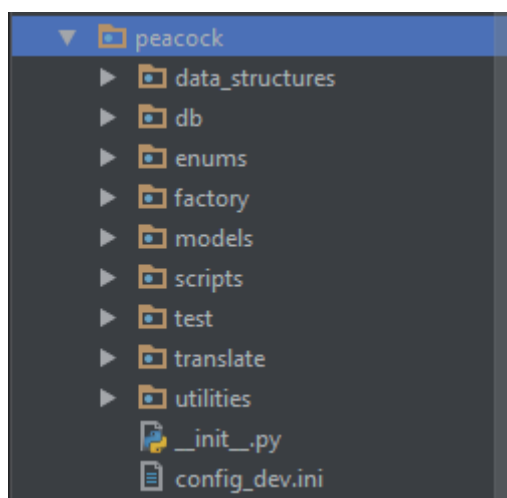 peacock
data_structures
db
enums
factory
models
scripts
test
translate
utilities
__init__.py
config_dev.ini